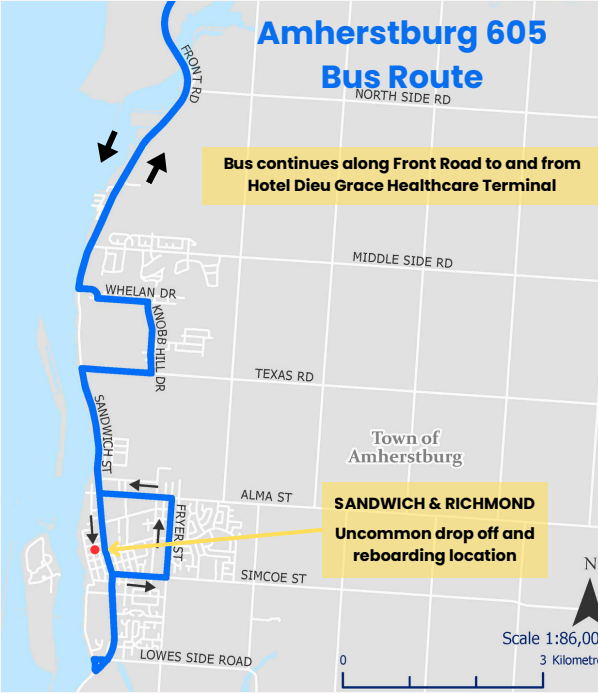 Amherstburg 605
Bus Route
FRONT RD
NORTH SIDE RD
Bus continues along Front Road to and from
Hotel Dieu Grace Healthcare Terminal
MIDDLE SIDE RD
WHELAN DR
KNOBB HILL DR
TEXAS RD
SANDWICH ST
Town of
Amherstburg
ALMA ST
FRYER ST
SANDWICH & RICHMOND
Uncommon drop off and
reboarding location
SIMCOE ST
N
Scale 1:86,00
LOWES SIDE ROAD
0
3 Kilometre